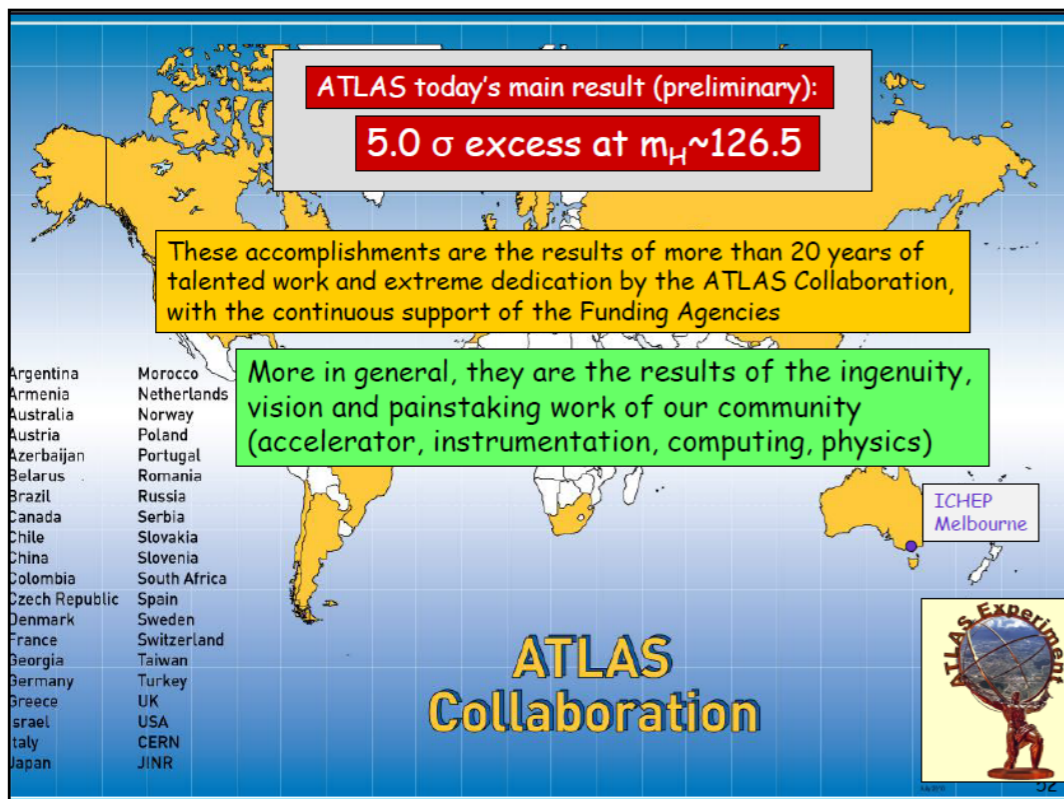 ATLAS today's main result (preliminary):
5.0 σ excess at mH~126.5
These accomplishments are the results of more than 20 years of
talented work and extreme dedication by the ATLAS Collaboration,
with the continuous support of the Funding Agencies
More in general, they are the results of the ingenuity,
vision and painstaking work of our community
(accelerator, instrumentation, computing, physics)
Argentina
Armenia
Australia
Austria
Azerbaijan
Belarus
Brazil
Canada
Chile
China
Colombia
Czech Republic
Denmark
France
Georgia
Germany
Greece
Israel
Italy
Japan
Morocco
Netherlands
Norway
Poland
Portugal
Romania
Russia
Serbia
Slovakia
Slovenia
South Africa
Spain
Sweden
Switzerland
Taiwan
Turkey
UK
USA
CERN
JINR
ICHEP
Melbourne
ATLAS
Collaboration
ATLAS Experiment
52